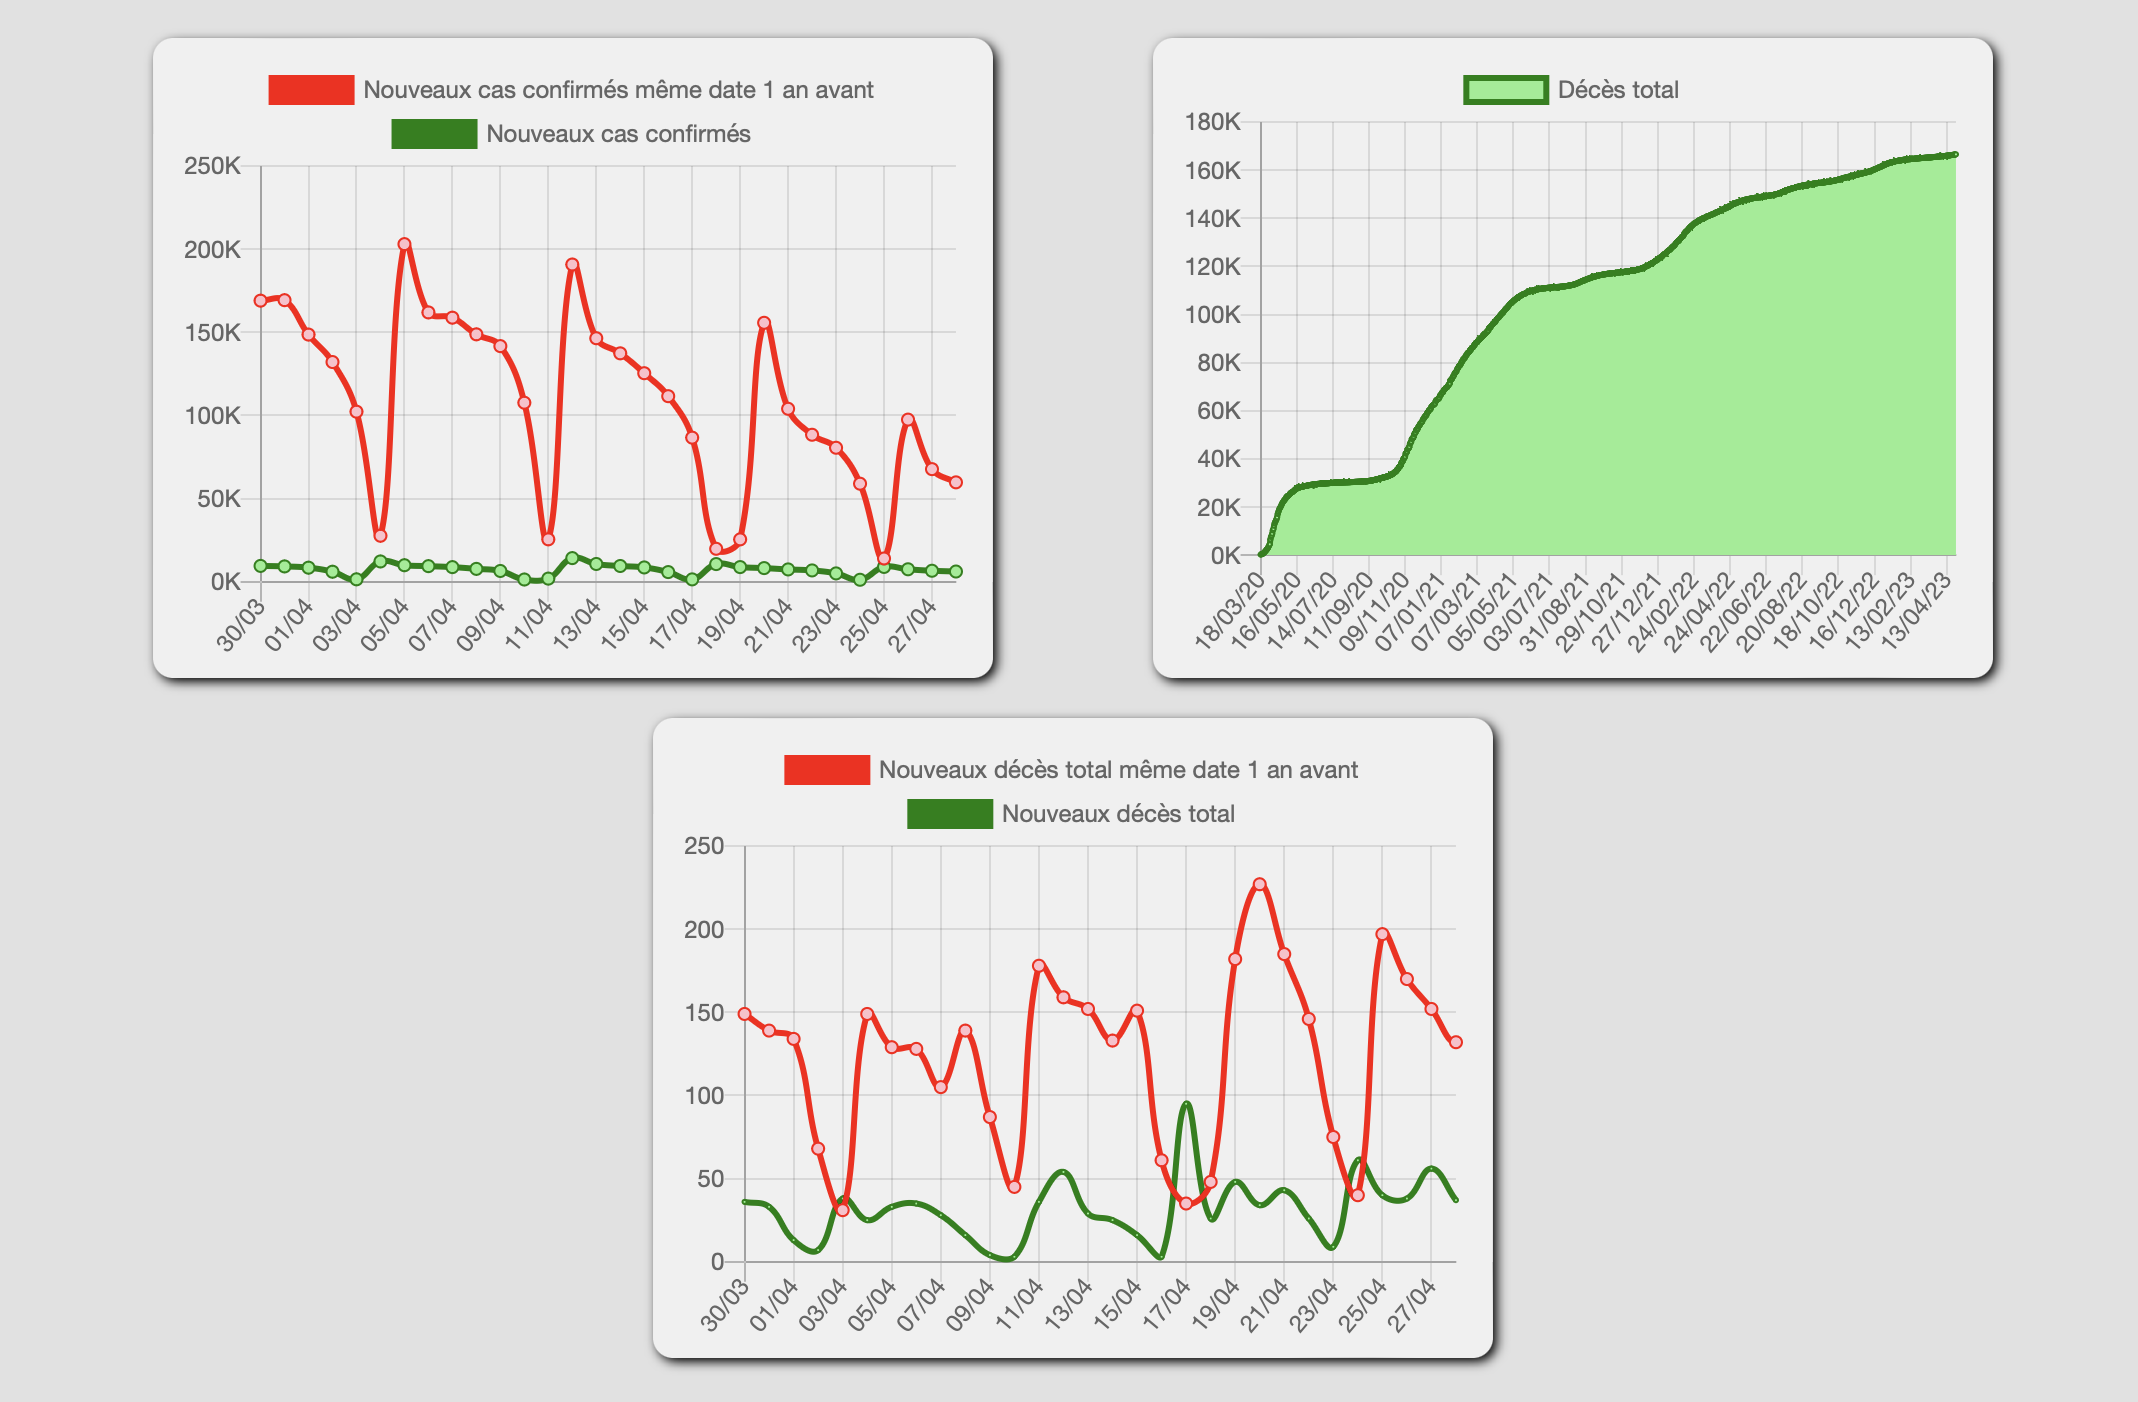 Nouveaux cas confirmés même date 1 an avant
Nouveaux cas confirmés
250K
200K
150K
100K
50K
0K
30/03 01/04 03/04 05/04 07/04 09/04 11/04 13/04 15/04 17/04 19/04 21/04 23/04 25/04 27/04
Décès total
180K
160K
140K
120K
100K
80K
60K
40K
20K
0K
18/03/20 16/05/20 14/07/20 11/09/20 09/11/20 07/01/21 07/03/21 05/05/21 03/07/21 31/08/21 29/10/21 27/12/21 24/02/22 24/04/22 22/06/22 20/08/22 18/10/22 16/12/22 13/02/23 13/04/23
Nouveaux décès total même date 1 an avant
Nouveaux décès total
250
200
150
100
50
0
30/03 01/04 03/04 05/04 07/04 09/04 11/04 13/04 15/04 17/04 19/04 21/04 23/04 25/04 27/04